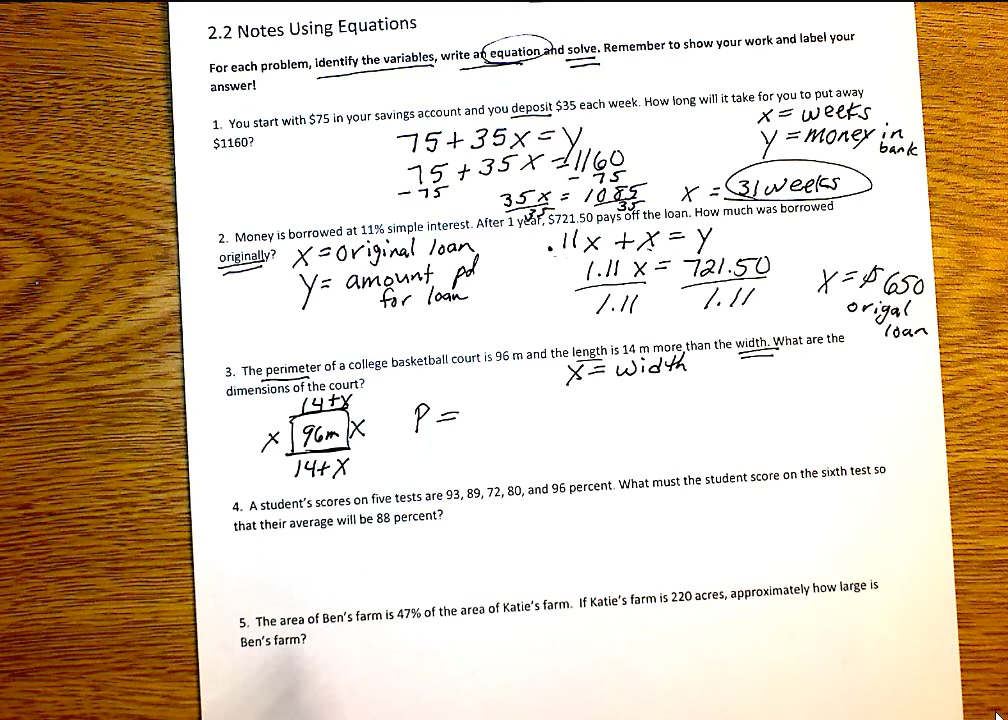 2.2 Notes Using Equations
For each problem, identify the variables, write an equation and solve. Remember to show your work and label your
answer!
1. You start with $75 in your savings account and you deposit $35 each week. How long will it take for you to put away
$1160?
x = weeks
y = money in
bank
75 + 35x = y
75 + 35x = 1160
- 75 - 75
35x = 1085
35 35
x = 31 weeks
2. Money is borrowed at 11% simple interest. After 1 year, $721.50 pays off the loan. How much was borrowed
originally?
x = original loan
y = amount pd
for loan
.11x + x = y
1.11 x = 721.50
1.11 1.11
x = $650
origal
loan
3. The perimeter of a college basketball court is 96 m and the length is 14 m more than the width. What are the
dimensions of the court?
x = width
14 + x
x 96m x
14 + x
P =
4. A student's scores on five tests are 93, 89, 72, 80, and 96 percent. What must the student score on the sixth test so
that their average will be 88 percent?
5. The area of Ben's farm is 47% of the area of Katie's farm. If Katie's farm is 220 acres, approximately how large is
Ben's farm?